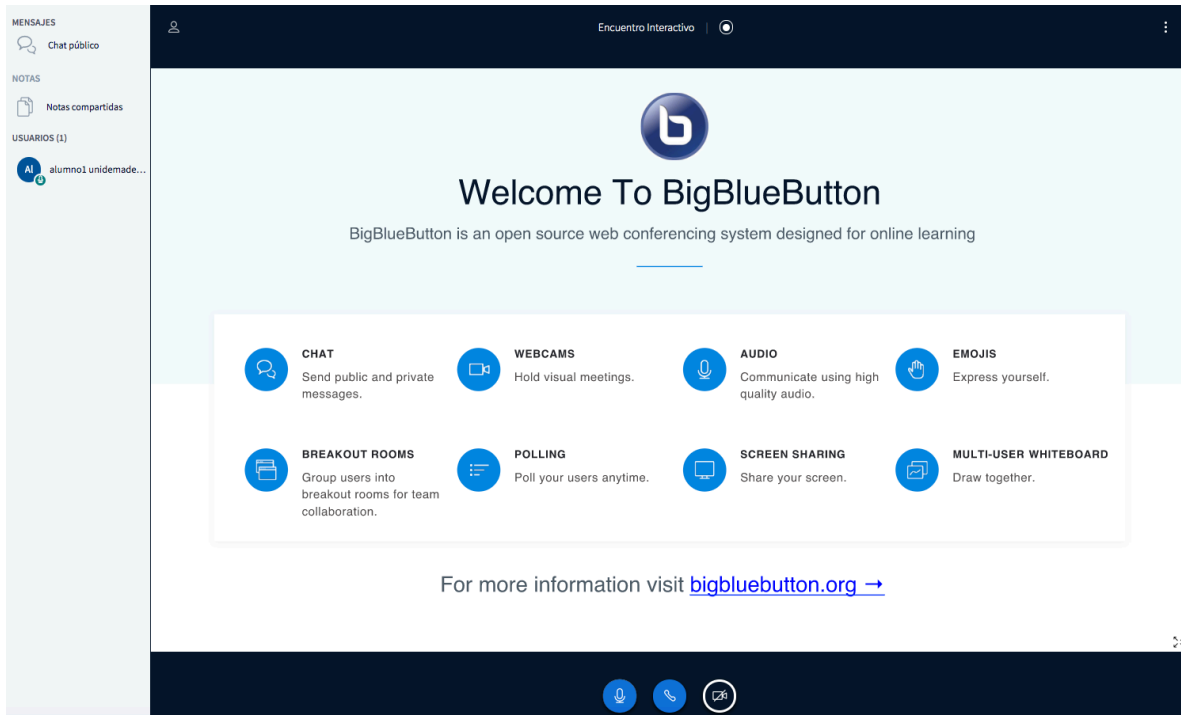 MENSAJES
Chat público
NOTAS
Notas compartidas
USUARIOS (1)
Al
alumno1 unidemade...
Encuentro Interactivo
Welcome To BigBlueButton
BigBlueButton is an open source web conferencing system designed for online learning
CHAT
Send public and private
messages.
WEBCAMS
Hold visual meetings.
AUDIO
Communicate using high
quality audio.
EMOJIS
Express yourself.
BREAKOUT ROOMS
Group users into
breakout rooms for team
collaboration.
POLLING
Poll your users anytime.
SCREEN SHARING
Share your screen.
MULTI-USER WHITEBOARD
Draw together.
For more information visit bigbluebutton.org →